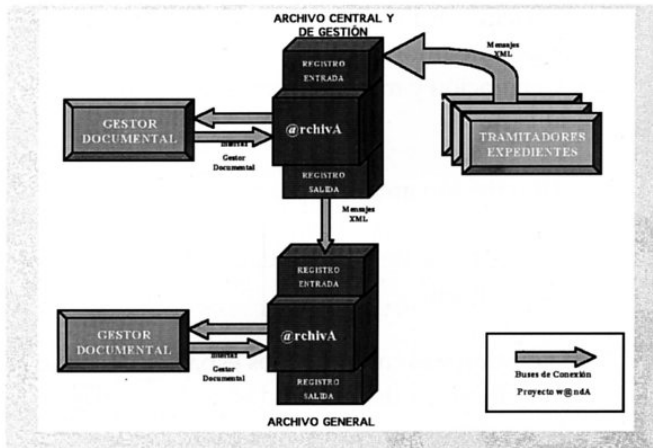 ARCHIVO CENTRAL Y
DE GESTIÓN
Mensajes
XML
REGISTRO
ENTRADA
GESTOR
DOCUMENTAL
@rchivA
TRAMITADORES
EXPEDIENTES
Gestor
Documental
REGISTRO
SALIDA
Mensajes
XML
REGISTRO
ENTRADA
GESTOR
DOCUMENTAL
@rchivA
Gestor
Documental
REGISTRO
SALIDA
ARCHIVO GENERAL
Buses de Conexión
Proyecto w@ndA